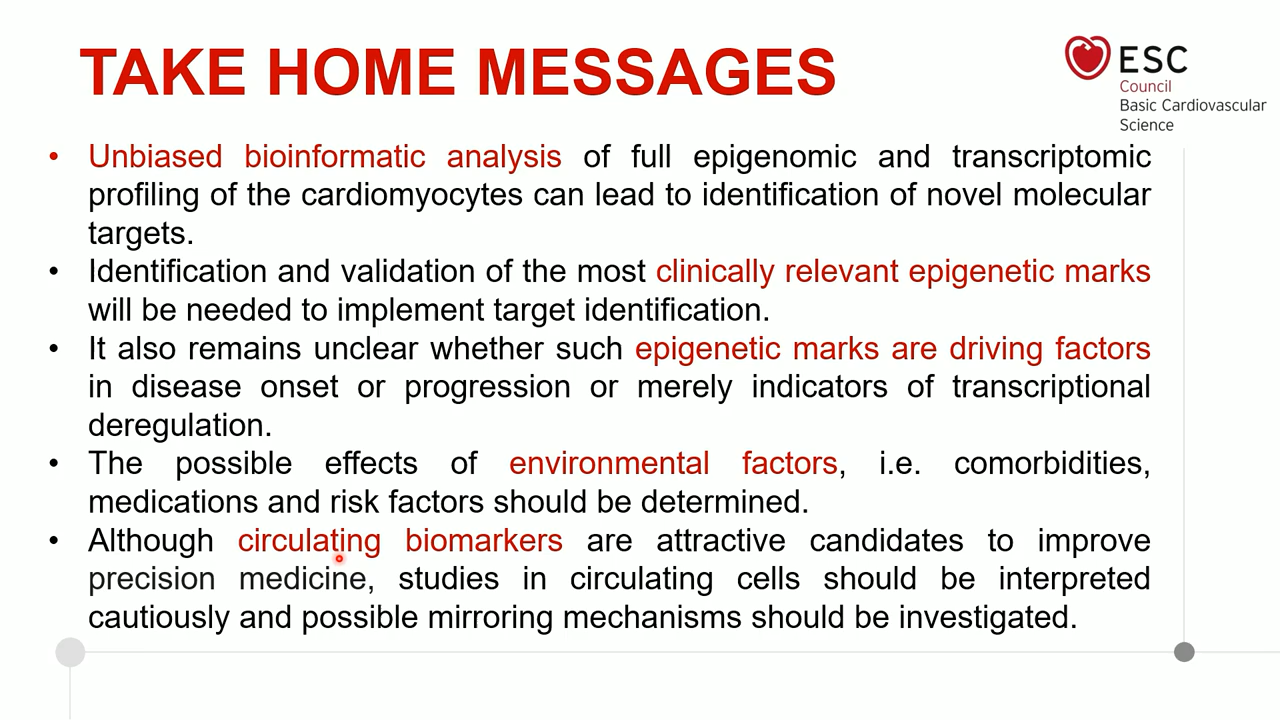 TAKE HOME MESSAGES
ESC
Council
Basic Cardiovascular
Science
• Unbiased bioinformatic analysis of full epigenomic and transcriptomic
profiling of the cardiomyocytes can lead to identification of novel molecular
targets.
• Identification and validation of the most clinically relevant epigenetic marks
will be needed to implement target identification.
• It also remains unclear whether such epigenetic marks are driving factors
in disease onset or progression or merely indicators of transcriptional
deregulation.
• The possible effects of environmental factors, i.e. comorbidities,
medications and risk factors should be determined.
• Although circulating biomarkers are attractive candidates to improve
precision medicine, studies in circulating cells should be interpreted
cautiously and possible mirroring mechanisms should be investigated.